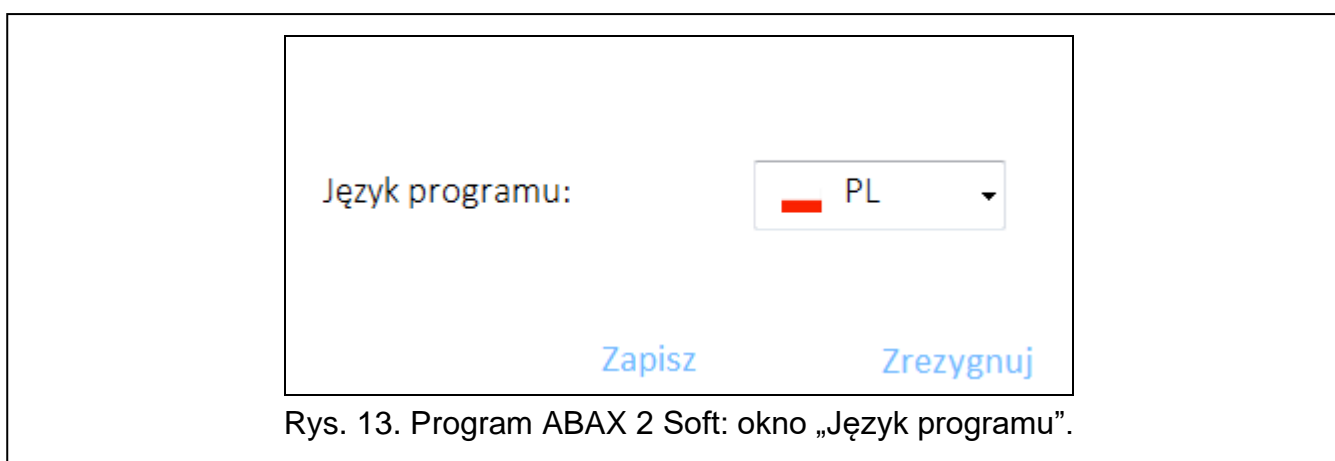 Język programu:
PL
Zapisz Zrezygnuj
Rys. 13. Program ABAX 2 Soft: okno „Język programu”.